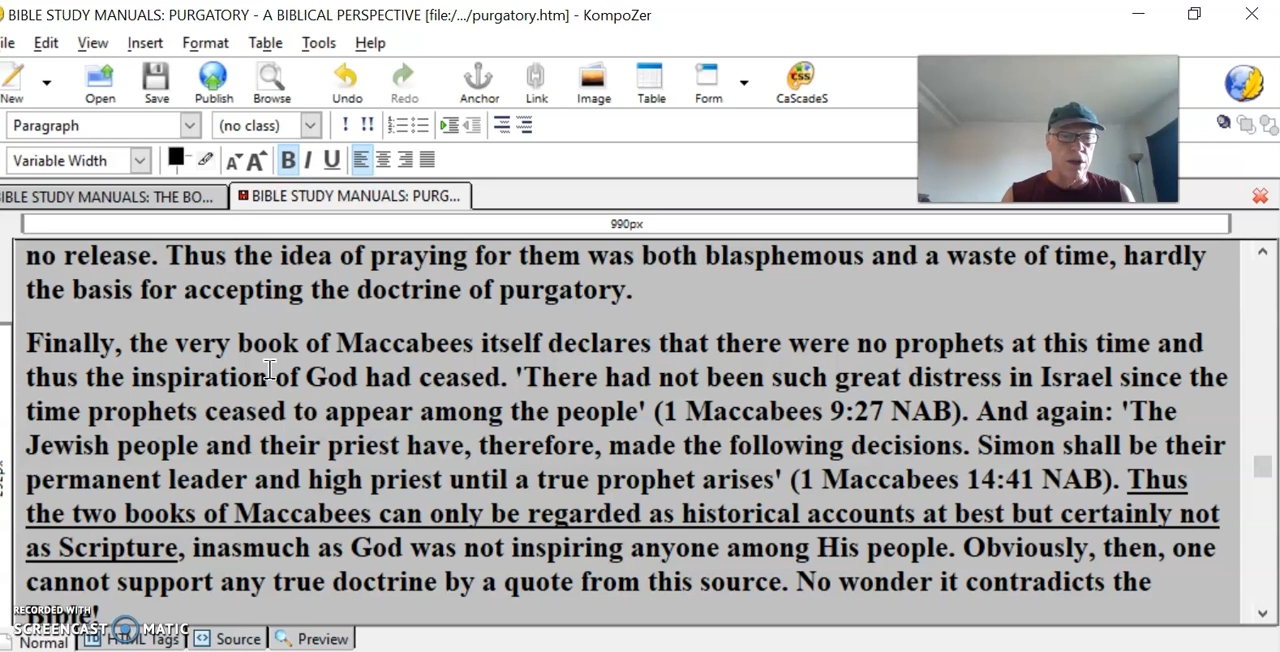 BIBLE STUDY MANUALS: PURGATORY - A BIBLICAL PERSPECTIVE [file:/.../purgatory.htm] - KompoZer
ile Edit View Insert Format Table Tools Help
New Open Save Publish Browse Undo Redo Anchor Link Image Table Form CaScadeS
Paragraph (no class) ! !!
Variable Width A A B I U
IBLE STUDY MANUALS: THE BO... BIBLE STUDY MANUALS: PURG...
990px
no release. Thus the idea of praying for them was both blasphemous and a waste of time, hardly
the basis for accepting the doctrine of purgatory.
Finally, the very book of Maccabees itself declares that there were no prophets at this time and
thus the inspiration of God had ceased. 'There had not been such great distress in Israel since the
time prophets ceased to appear among the people' (1 Maccabees 9:27 NAB). And again: 'The
Jewish people and their priest have, therefore, made the following decisions. Simon shall be their
permanent leader and high priest until a true prophet arises' (1 Maccabees 14:41 NAB). Thus
the two books of Maccabees can only be regarded as historical accounts at best but certainly not
as Scripture, inasmuch as God was not inspiring anyone among His people. Obviously, then, one
cannot support any true doctrine by a quote from this source. No wonder it contradicts the
Bible!
RECORDED WITH
SCREENCAST MATIC
Normal HTML Tags Source Preview